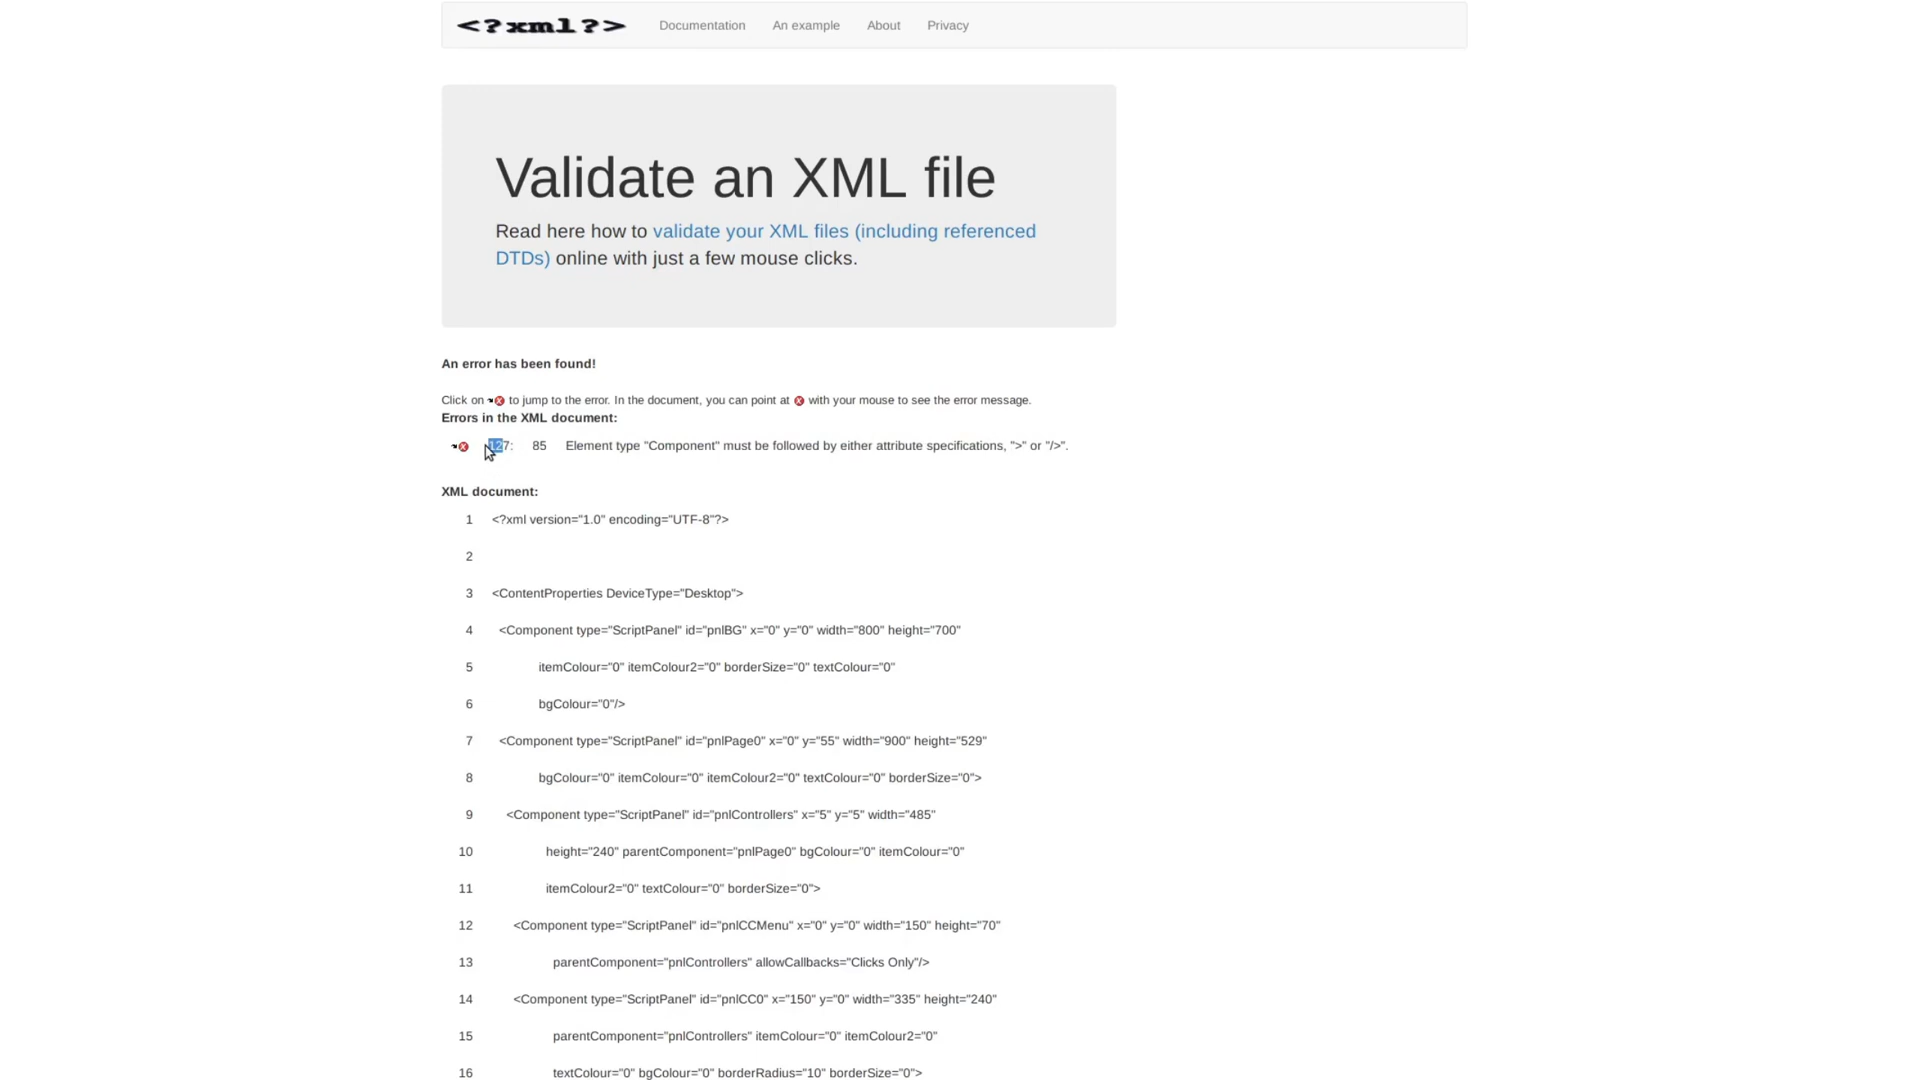 <?xml?> Documentation An example About Privacy
Validate an XML file
Read here how to validate your XML files (including referenced
DTDs) online with just a few mouse clicks.
An error has been found!
Click on to jump to the error. In the document, you can point at with your mouse to see the error message.
Errors in the XML document:
127: 85 Element type "Component" must be followed by either attribute specifications, ">" or "/>".
XML document:
1 <?xml version="1.0" encoding="UTF-8"?>
2
3 <ContentProperties DeviceType="Desktop">
4 <Component type="ScriptPanel" id="pnlBG" x="0" y="0" width="800" height="700"
5 itemColour="0" itemColour2="0" borderSize="0" textColour="0"
6 bgColour="0"/>
7 <Component type="ScriptPanel" id="pnlPage0" x="0" y="55" width="900" height="529"
8 bgColour="0" itemColour="0" itemColour2="0" textColour="0" borderSize="0">
9 <Component type="ScriptPanel" id="pnlControllers" x="5" y="5" width="485"
10 height="240" parentComponent="pnlPage0" bgColour="0" itemColour="0"
11 itemColour2="0" textColour="0" borderSize="0">
12 <Component type="ScriptPanel" id="pnlCCMenu" x="0" y="0" width="150" height="70"
13 parentComponent="pnlControllers" allowCallbacks="Clicks Only"/>
14 <Component type="ScriptPanel" id="pnlCC0" x="150" y="0" width="335" height="240"
15 parentComponent="pnlControllers" itemColour="0" itemColour2="0"
16 textColour="0" bgColour="0" borderRadius="10" borderSize="0">